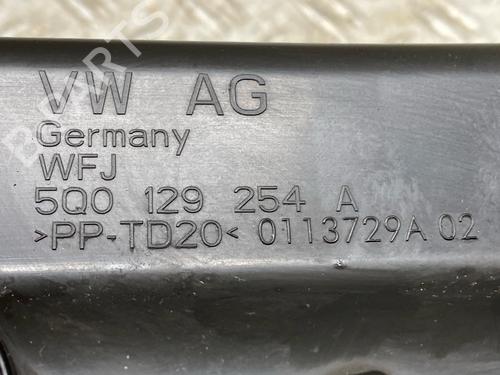 VW AG
Germany
WFJ
5Q0 129 254 A
>PP-TD20< 0113729A 02